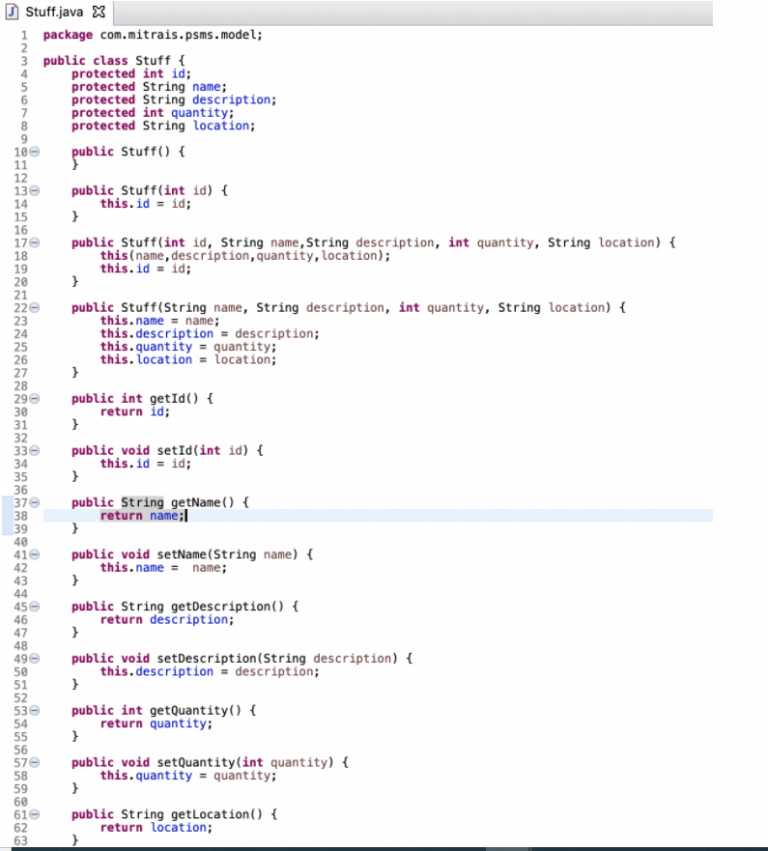 Stuff.java
1 package com.mitrais.psms.model;
2
3 public class Stuff {
4     protected int id;
5     protected String name;
6     protected String description;
7     protected int quantity;
8     protected String location;
9
10     public Stuff() {
11     }
12
13     public Stuff(int id) {
14         this.id = id;
15     }
16
17     public Stuff(int id, String name,String description, int quantity, String location) {
18         this(name,description,quantity,location);
19         this.id = id;
20     }
21
22     public Stuff(String name, String description, int quantity, String location) {
23         this.name = name;
24         this.description = description;
25         this.quantity = quantity;
26         this.location = location;
27     }
28
29     public int getId() {
30         return id;
31     }
32
33     public void setId(int id) {
34         this.id = id;
35     }
36
37     public String getName() {
38         return name;
39     }
40
41     public void setName(String name) {
42         this.name =  name;
43     }
44
45     public String getDescription() {
46         return description;
47     }
48
49     public void setDescription(String description) {
50         this.description = description;
51     }
52
53     public int getQuantity() {
54         return quantity;
55     }
56
57     public void setQuantity(int quantity) {
58         this.quantity = quantity;
59     }
60
61     public String getLocation() {
62         return location;
63     }